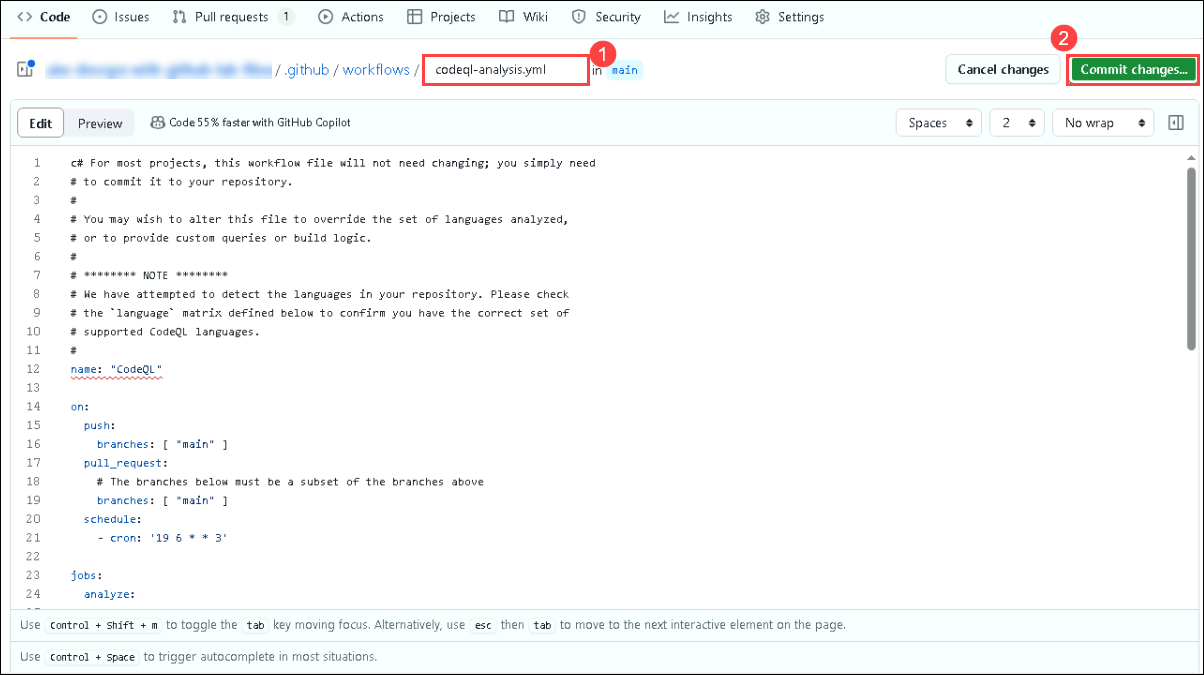 Code Issues Pull requests 1 Actions Projects Wiki Security Insights Settings
1 2
/ .github / workflows / codeql-analysis.yml in main Cancel changes Commit changes...
Edit Preview Code 55% faster with GitHub Copilot Spaces 2 No wrap
1 c# For most projects, this workflow file will not need changing; you simply need
2 # to commit it to your repository.
3 #
4 # You may wish to alter this file to override the set of languages analyzed,
5 # or to provide custom queries or build logic.
6 #
7 # ******** NOTE ********
8 # We have attempted to detect the languages in your repository. Please check
9 # the `language` matrix defined below to confirm you have the correct set of
10 # supported CodeQL languages.
11 #
12 name: "CodeQL"
13
14 on:
15 push:
16 branches: [ "main" ]
17 pull_request:
18 # The branches below must be a subset of the branches above
19 branches: [ "main" ]
20 schedule:
21 - cron: '19 6 * * 3'
22
23 jobs:
24 analyze:
Use Control + Shift + m to toggle the tab key moving focus. Alternatively, use esc then tab to move to the next interactive element on the page.
Use Control + Space to trigger autocomplete in most situations.